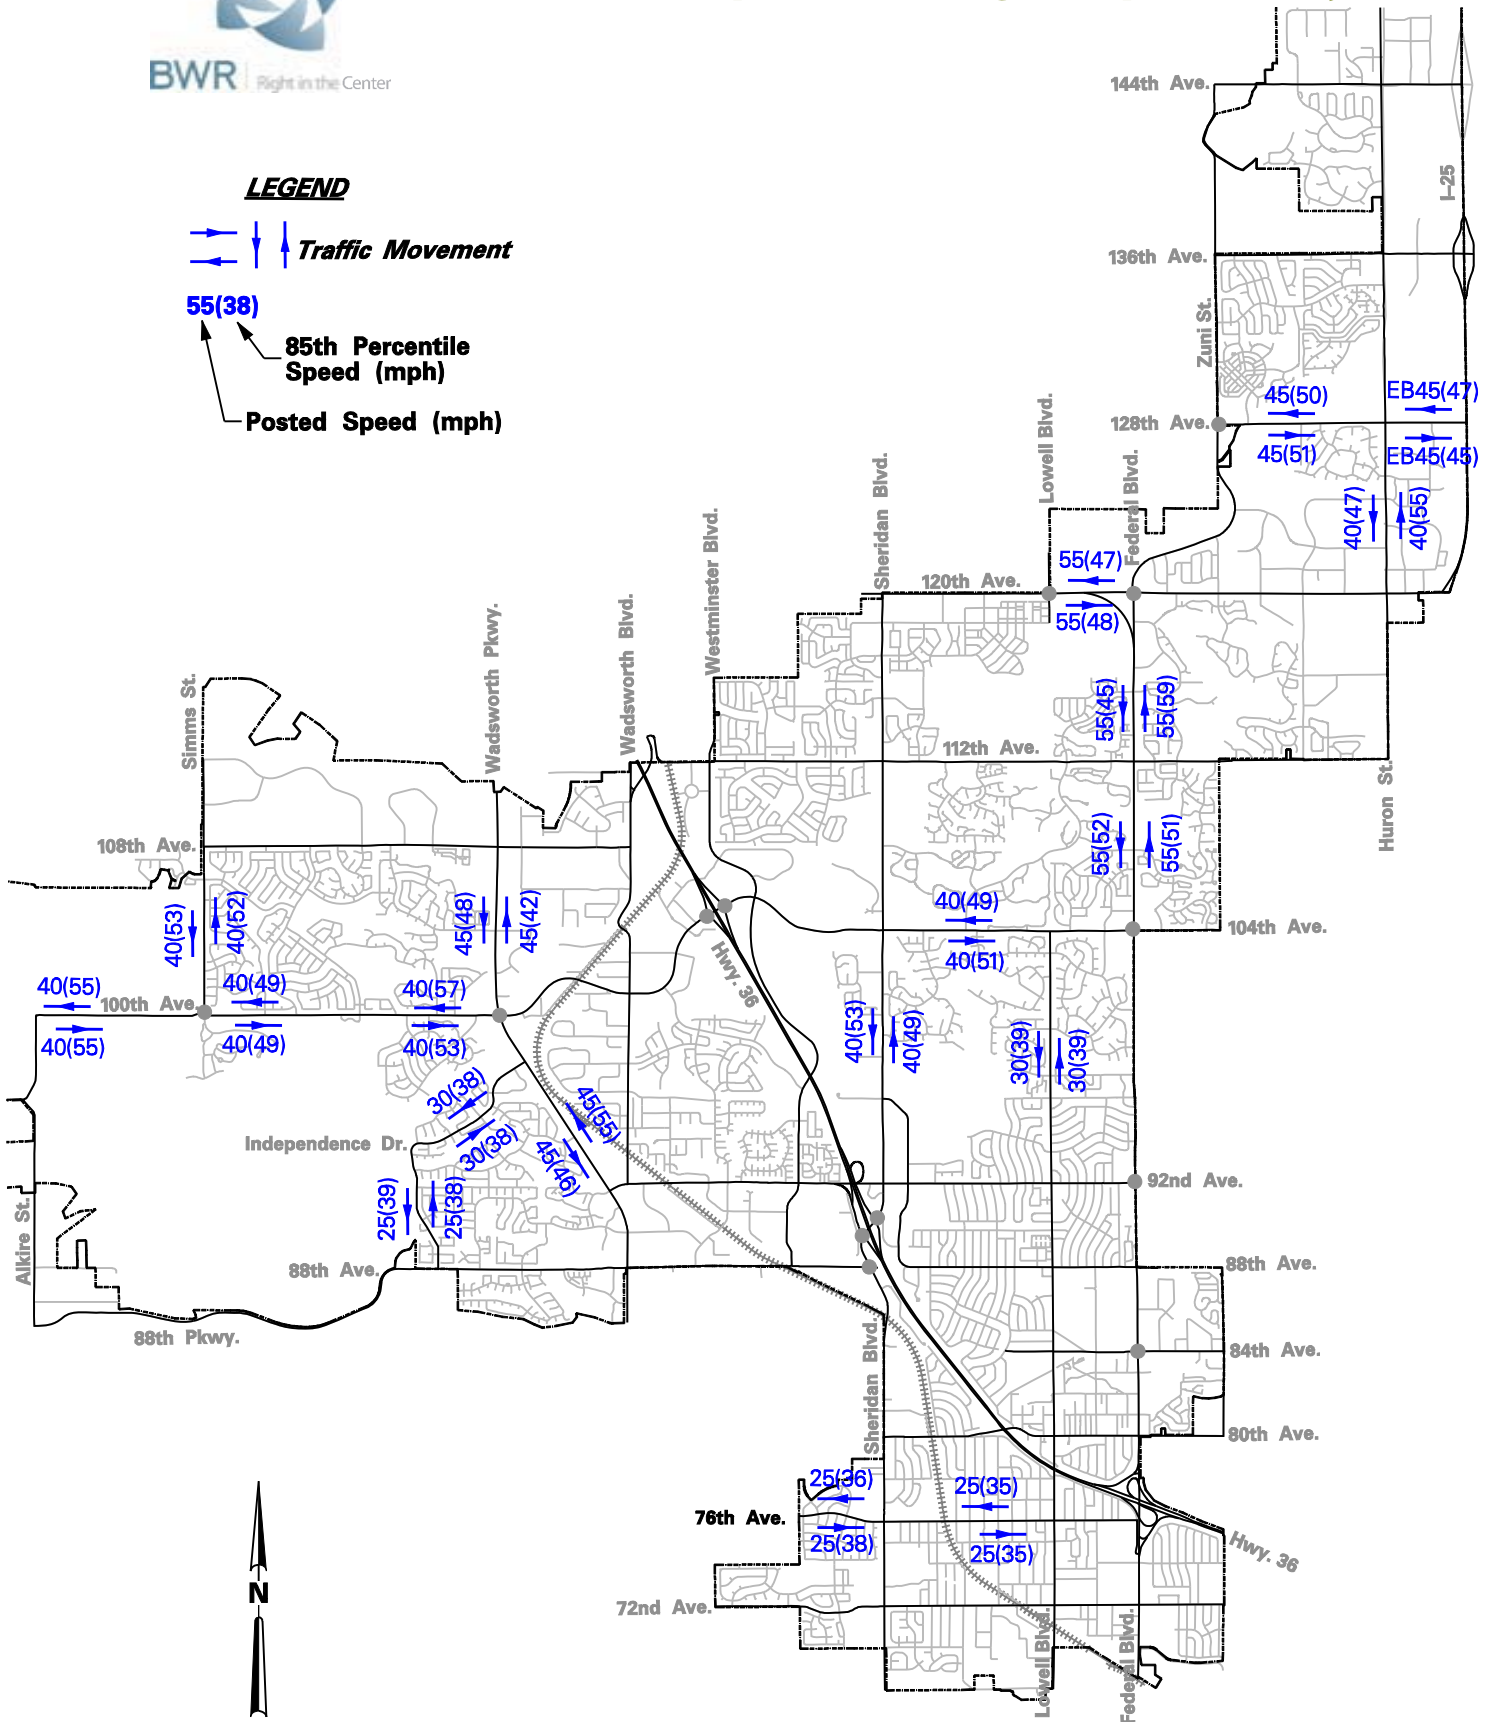 BWR Right in the Center
LEGEND
Traffic Movement
55(38)
85th Percentile
Speed (mph)
Posted Speed (mph)
144th Ave.
I-25
136th Ave.
Zuni St.
45(50)
EB45(47)
128th Ave.
45(51)
EB45(45)
Lowell Blvd.
Federal Blvd.
Sheridan Blvd.
40(47)
40(55)
Westminster Blvd.
55(47)
120th Ave.
55(48)
Wadsworth Pkwy.
Wadsworth Blvd.
Simms St.
55(45)
55(59)
112th Ave.
Huron St.
108th Ave.
55(52)
55(51)
40(53)
40(52)
45(48)
45(42)
40(49)
104th Ave.
40(51)
Hwy. 36
40(55)
100th Ave.
40(49)
40(57)
40(55)
40(49)
40(53)
40(53)
40(49)
30(39)
30(39)
30(38)
30(38)
45(55)
45(46)
Independence Dr.
25(39)
25(38)
92nd Ave.
Alkire St.
88th Ave.
88th Ave.
88th Pkwy.
84th Ave.
Sheridan Blvd.
80th Ave.
25(36)
25(35)
76th Ave.
25(38)
25(35)
Hwy. 36
72nd Ave.
Lowell Blvd.
Federal Blvd.
N